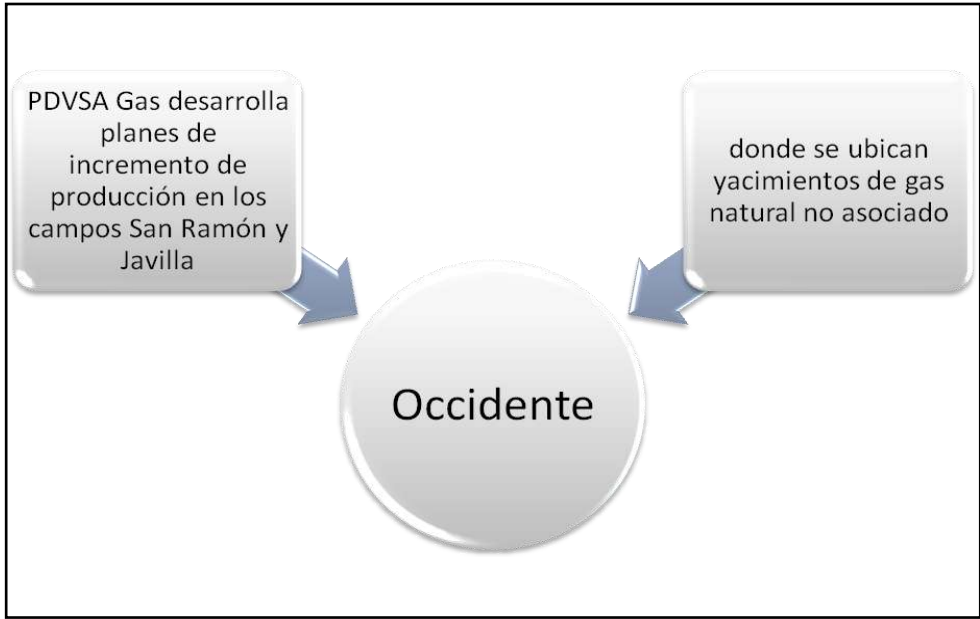 PDVSA Gas desarrolla
planes de
incremento de
producción en los
campos San Ramón y
Javilla
donde se ubican
yacimientos de gas
natural no asociado
Occidente